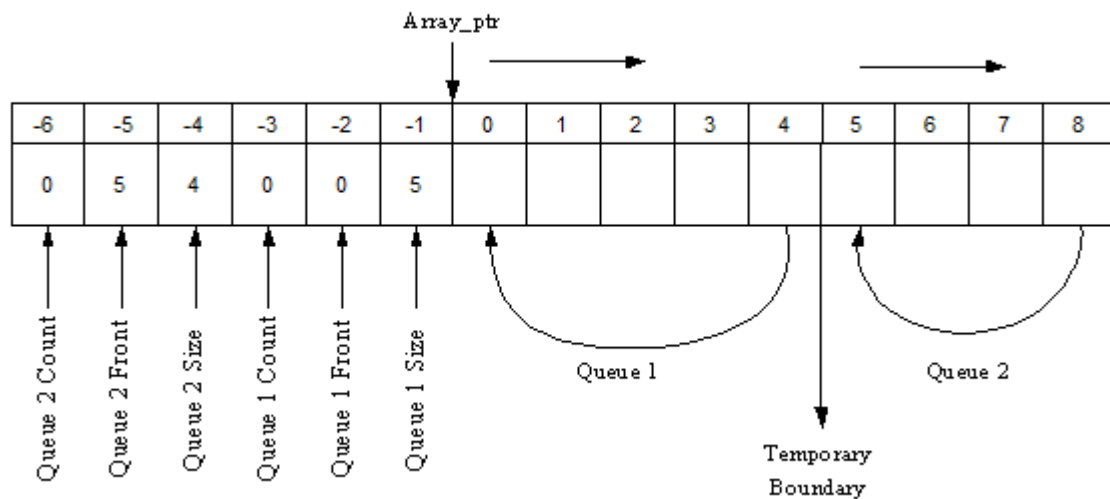 Array_ptr
-6 -5 -4 -3 -2 -1 0 1 2 3 4 5 6 7 8
0 5 4 0 0 5
Queue 2 Count
Queue 2 Front
Queue 2 Size
Queue 1 Count
Queue 1 Front
Queue 1 Size
Queue 1
Queue 2
Temporary
Boundary